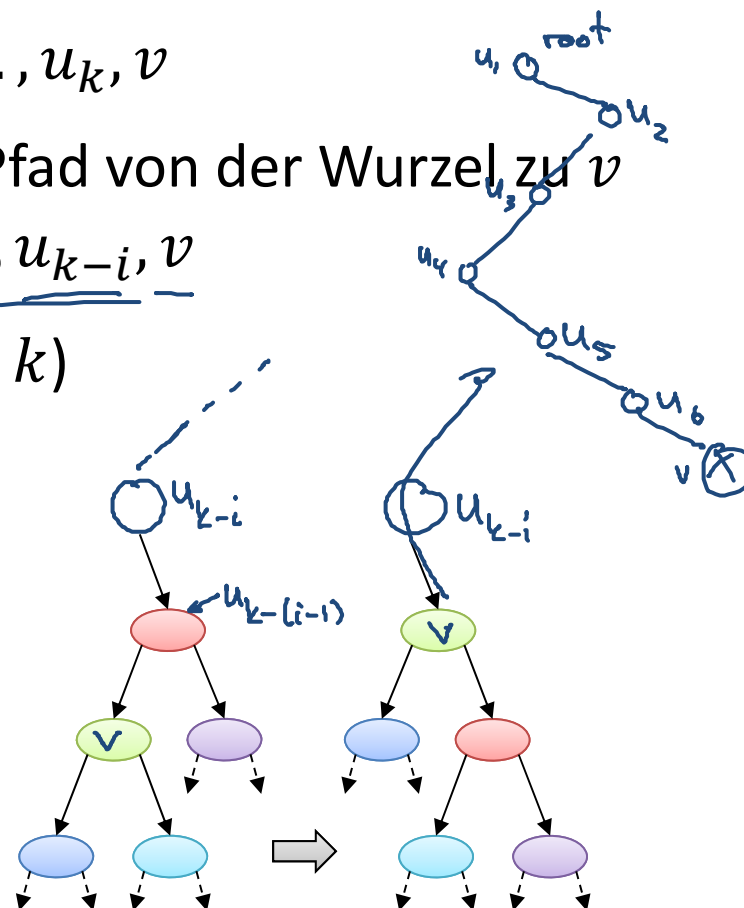 ., u_k, v
root
u_1
u_2
Pfad von der Wurzel zu v
u_3
, u_{k-i}, v
u_4
k)
u_5
u_6
v
u_{k-i}
u_{k-i}
u_{k-(i-1)}
v
v